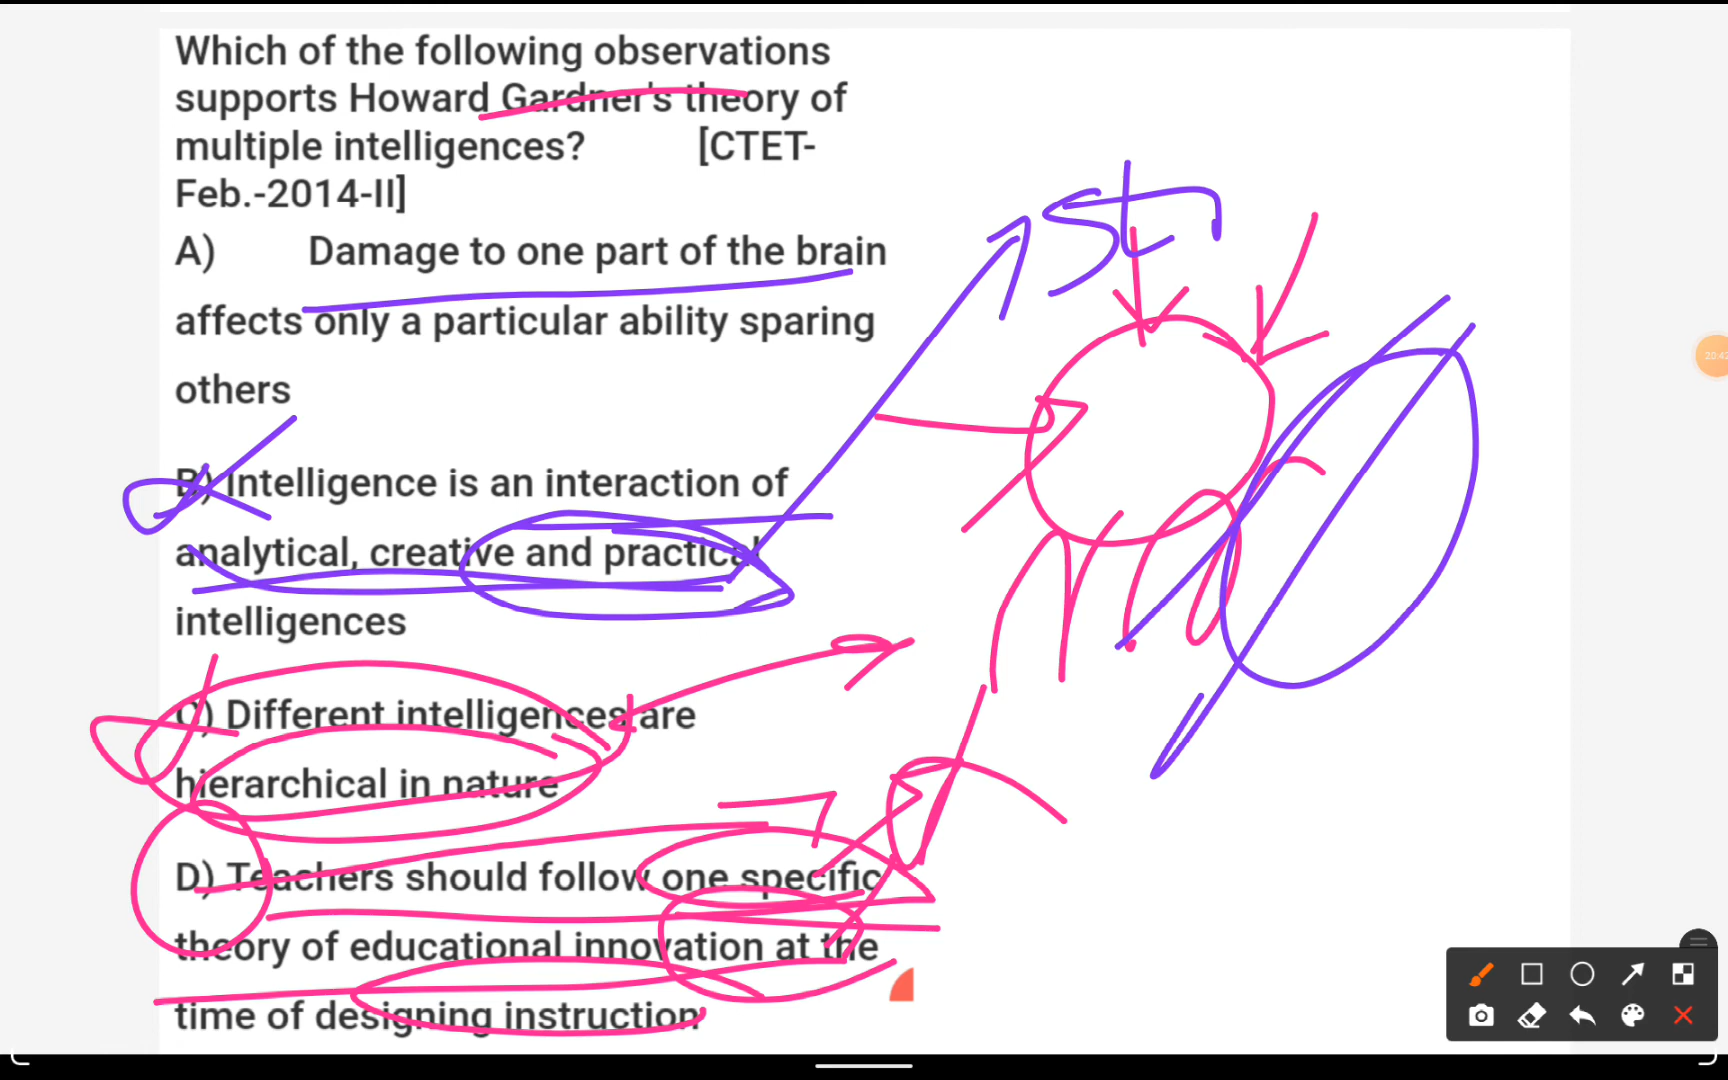 Which of the following observations
supports Howard Gardner's theory of
multiple intelligences? [CTET-
Feb.-2014-II]
A) Damage to one part of the brain
affects only a particular ability sparing
others
B) Intelligence is an interaction of
analytical, creative and practical
intelligences
C) Different intelligences are
hierarchical in nature
D) Teachers should follow one specific
theory of educational innovation at the
time of designing instruction